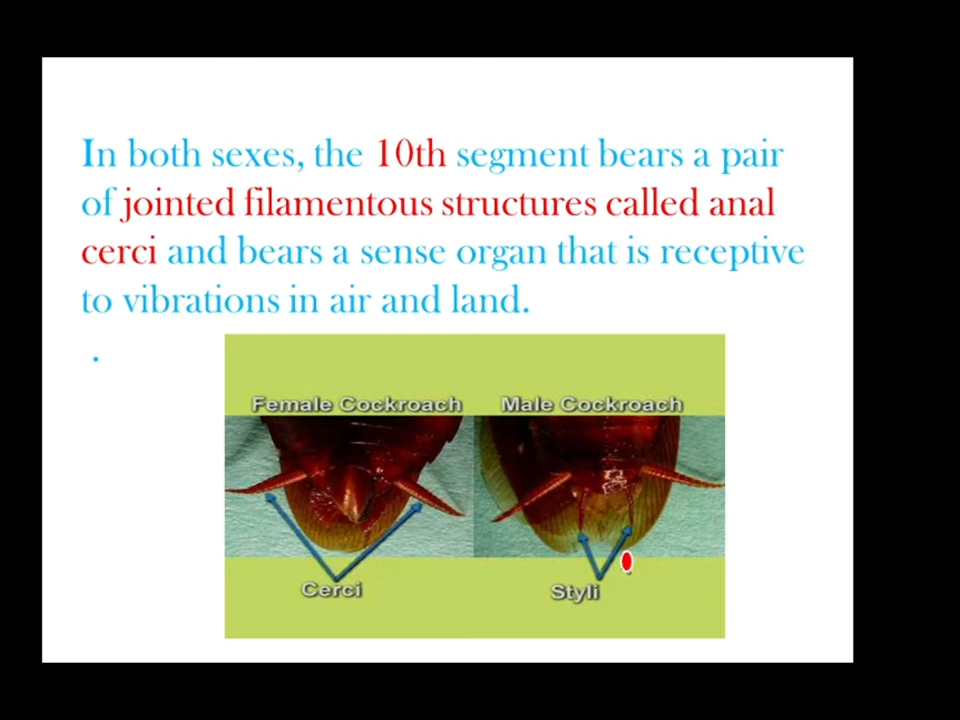 In both sexes, the 10th segment bears a pair
of jointed filamentous structures called anal
cerci and bears a sense organ that is receptive
to vibrations in air and land.
.
Female Cockroach
Male Cockroach
Cerci
Styli